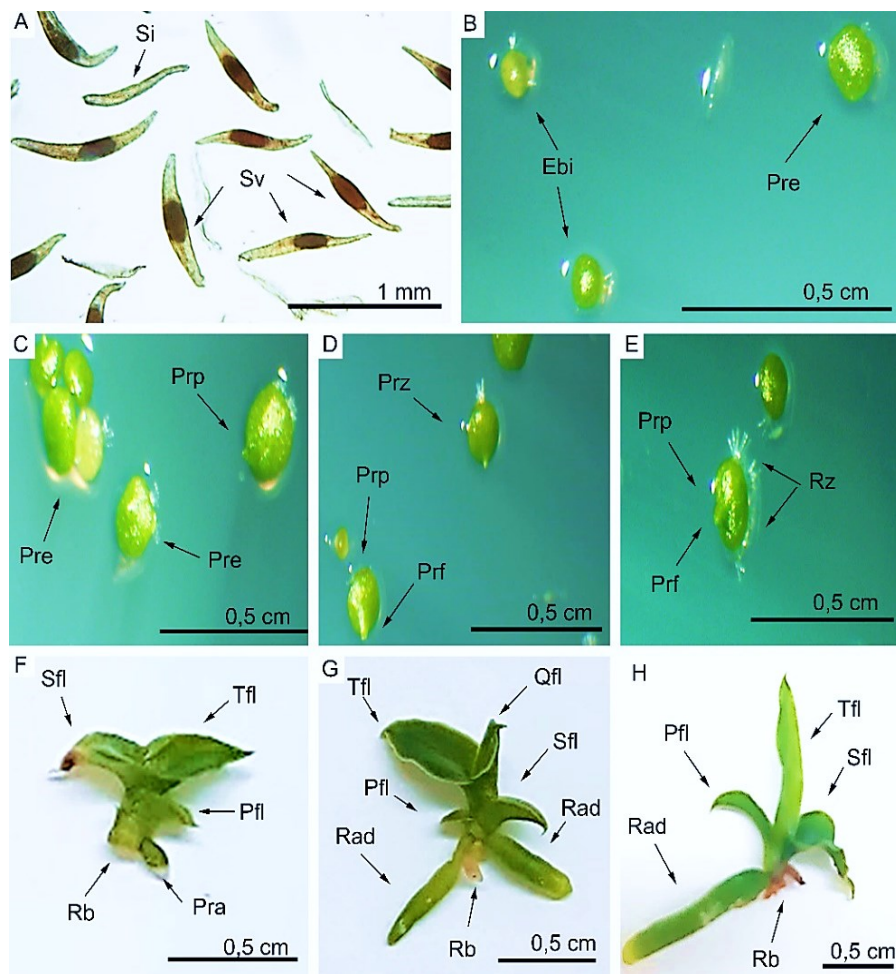 A
Si
Sv
1 mm
B
Ebi
Pre
0,5 cm
C
Prp
Pre
Pre
0,5 cm
D
Prz
Prp
Prf
0,5 cm
E
Prp
Rz
Prf
0,5 cm
F
Sfl
Tfl
Pfl
Rb
Pra
0,5 cm
G
Tfl
Qfl
Sfl
Pfl
Rad
Rad
Rb
0,5 cm
H
Tfl
Pfl
Sfl
Rad
Rb
0,5 cm